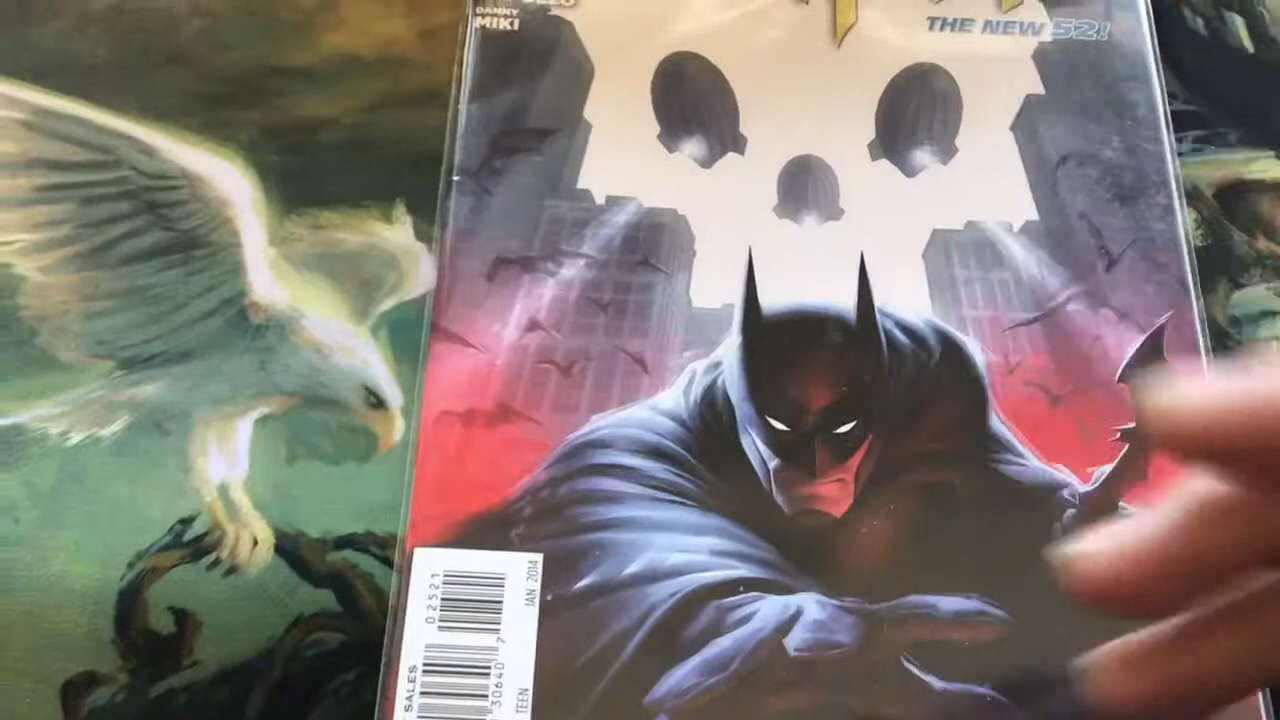 DANNY
MIKI
THE NEW 52!
02521
JAN 2014
30640
7
SALES
TEEN